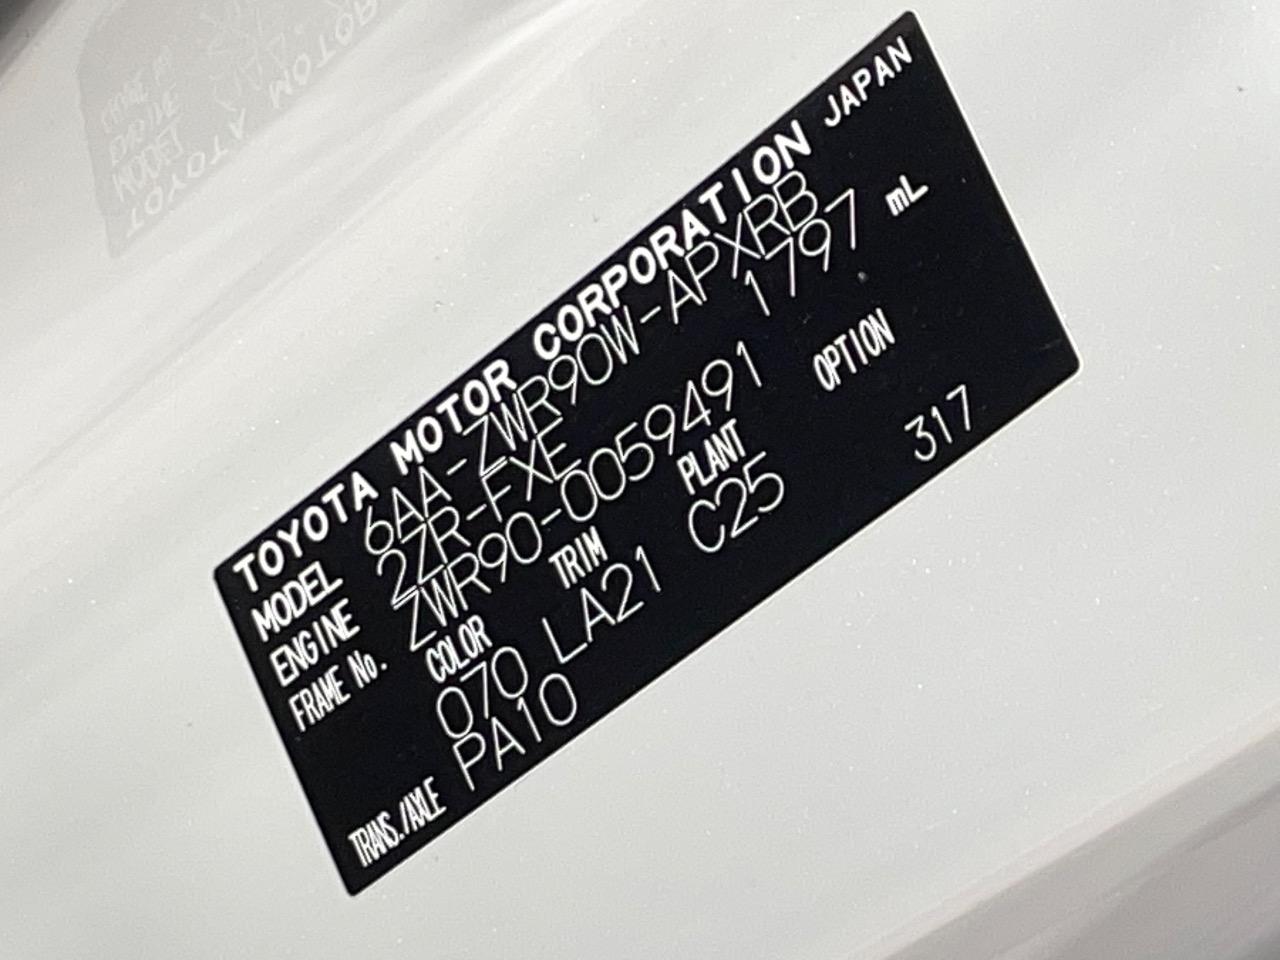 TOYOTA MOTOR CORPORATION JAPAN
MODEL 6AA-ZWR90W-APXRB
ENGINE 2ZR-FXE 1797 mL
FRAME No. ZWR90-0059491
COLOR TRIM PLANT OPTION
070 LA21 C25 317
TRANS./AXLE PA10